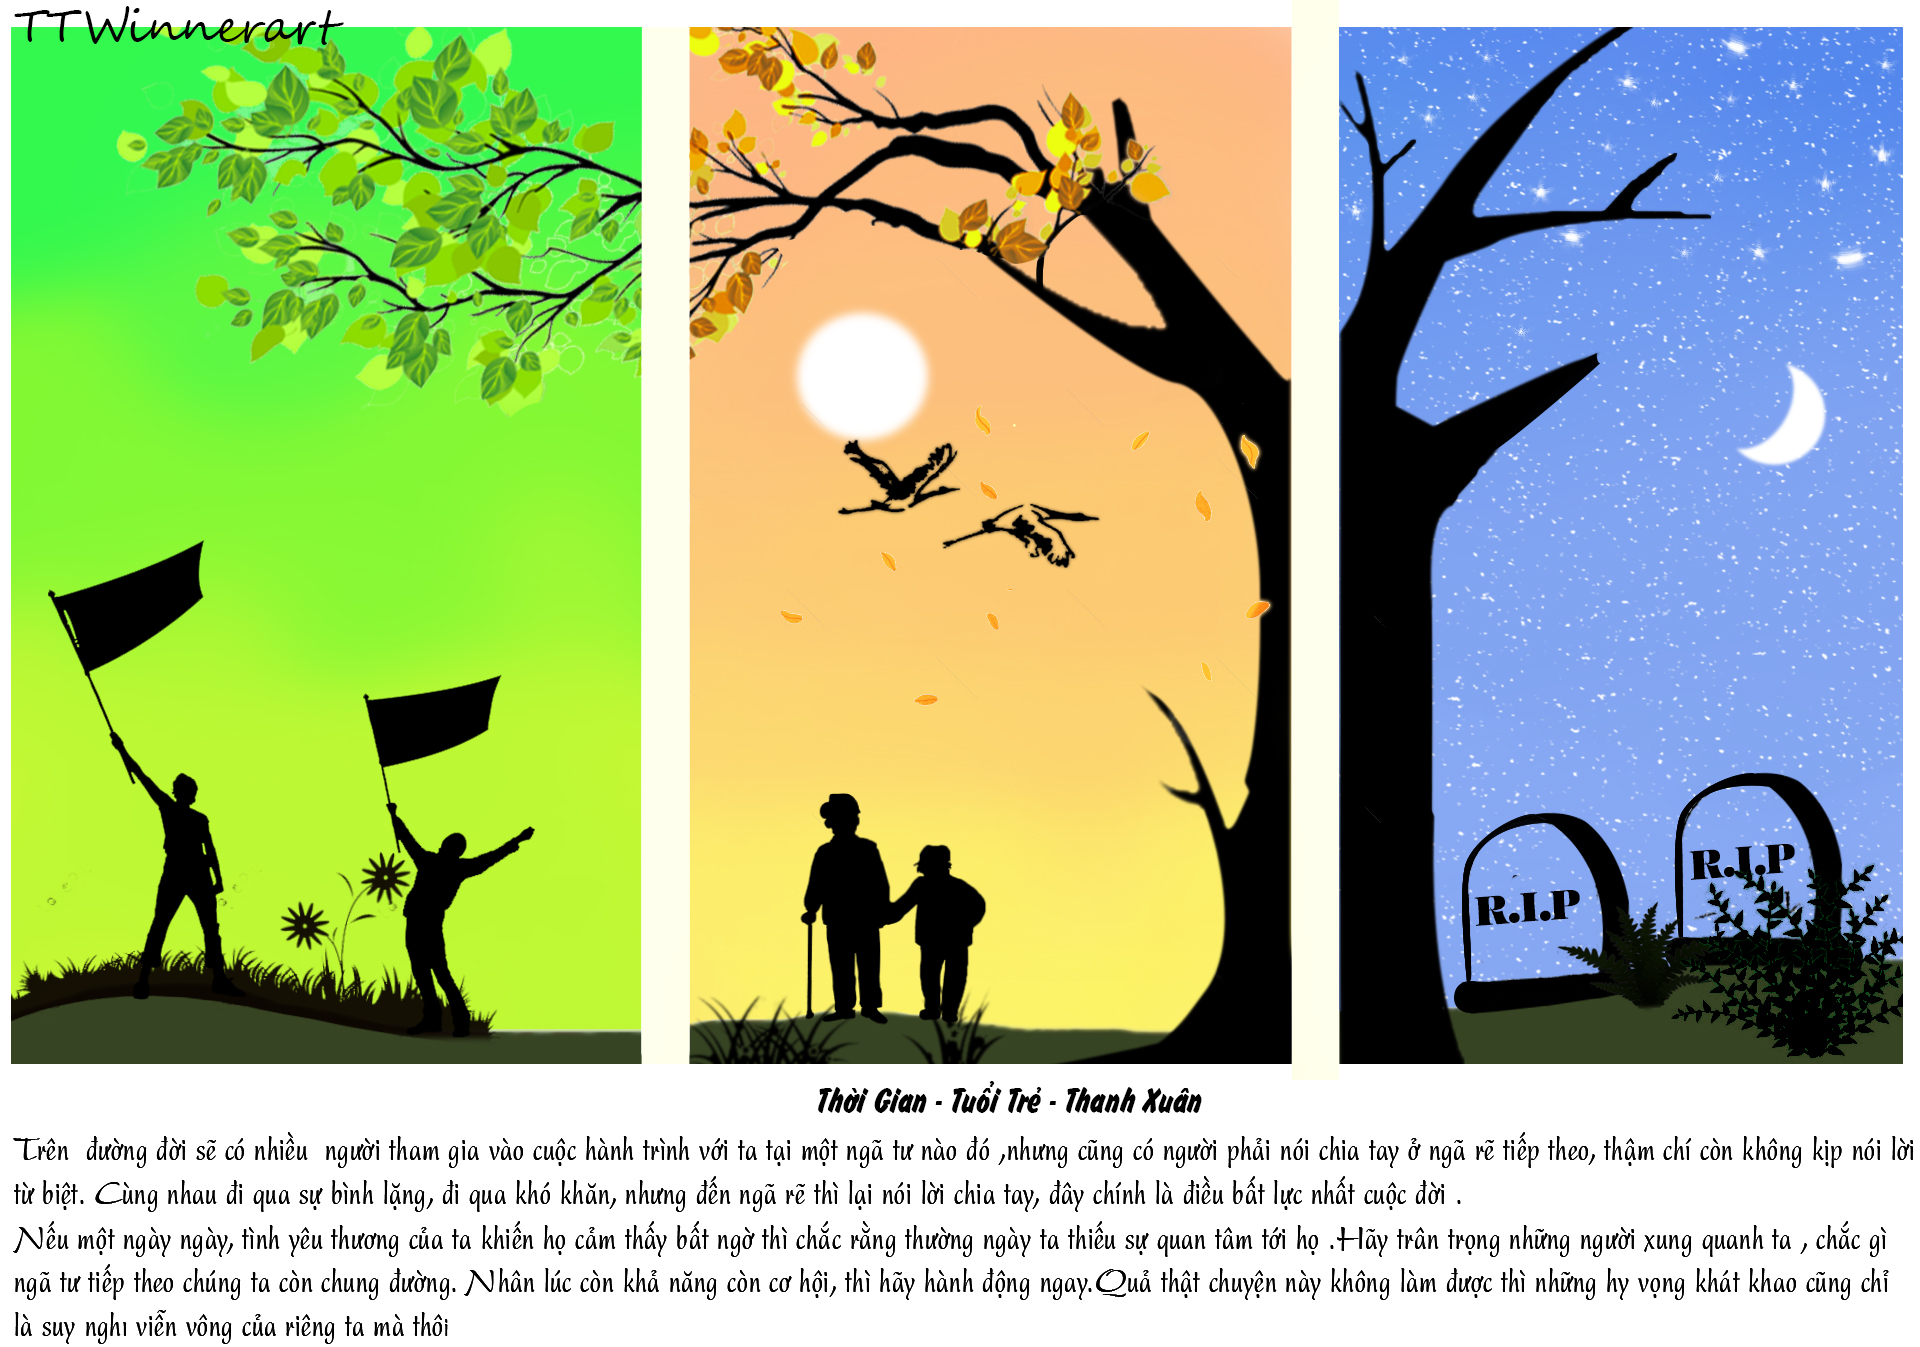 TTWinnerart
R.I.P
R.I.P
Thời Gian - Tuổi Trẻ - Thanh Xuân
Trên đường đời sẽ có nhiều người tham gia vào cuộc hành trình với ta tại một ngã tư nào đó ,nhưng cũng có người phải nói chia tay ở ngã rẽ tiếp theo, thậm chí còn không kịp nói lời
từ biệt. Cùng nhau đi qua sự bình lặng, đi qua khó khăn, nhưng đến ngã rẽ thì lại nói lời chia tay, đây chính là điều bất lực nhất cuộc đời .
Nếu một ngày ngày, tình yêu thương của ta khiến họ cảm thấy bất ngờ thì chắc rằng thường ngày ta thiếu sự quan tâm tới họ .Hãy trân trọng những người xung quanh ta , chắc gì
ngã tư tiếp theo chúng ta còn chung đường. Nhân lúc còn khả năng còn cơ hội, thì hãy hành động ngay.Quả thật chuyện này không làm được thì những hy vọng khát khao cũng chỉ
là suy nghı viễn vông của riêng ta mà thôi